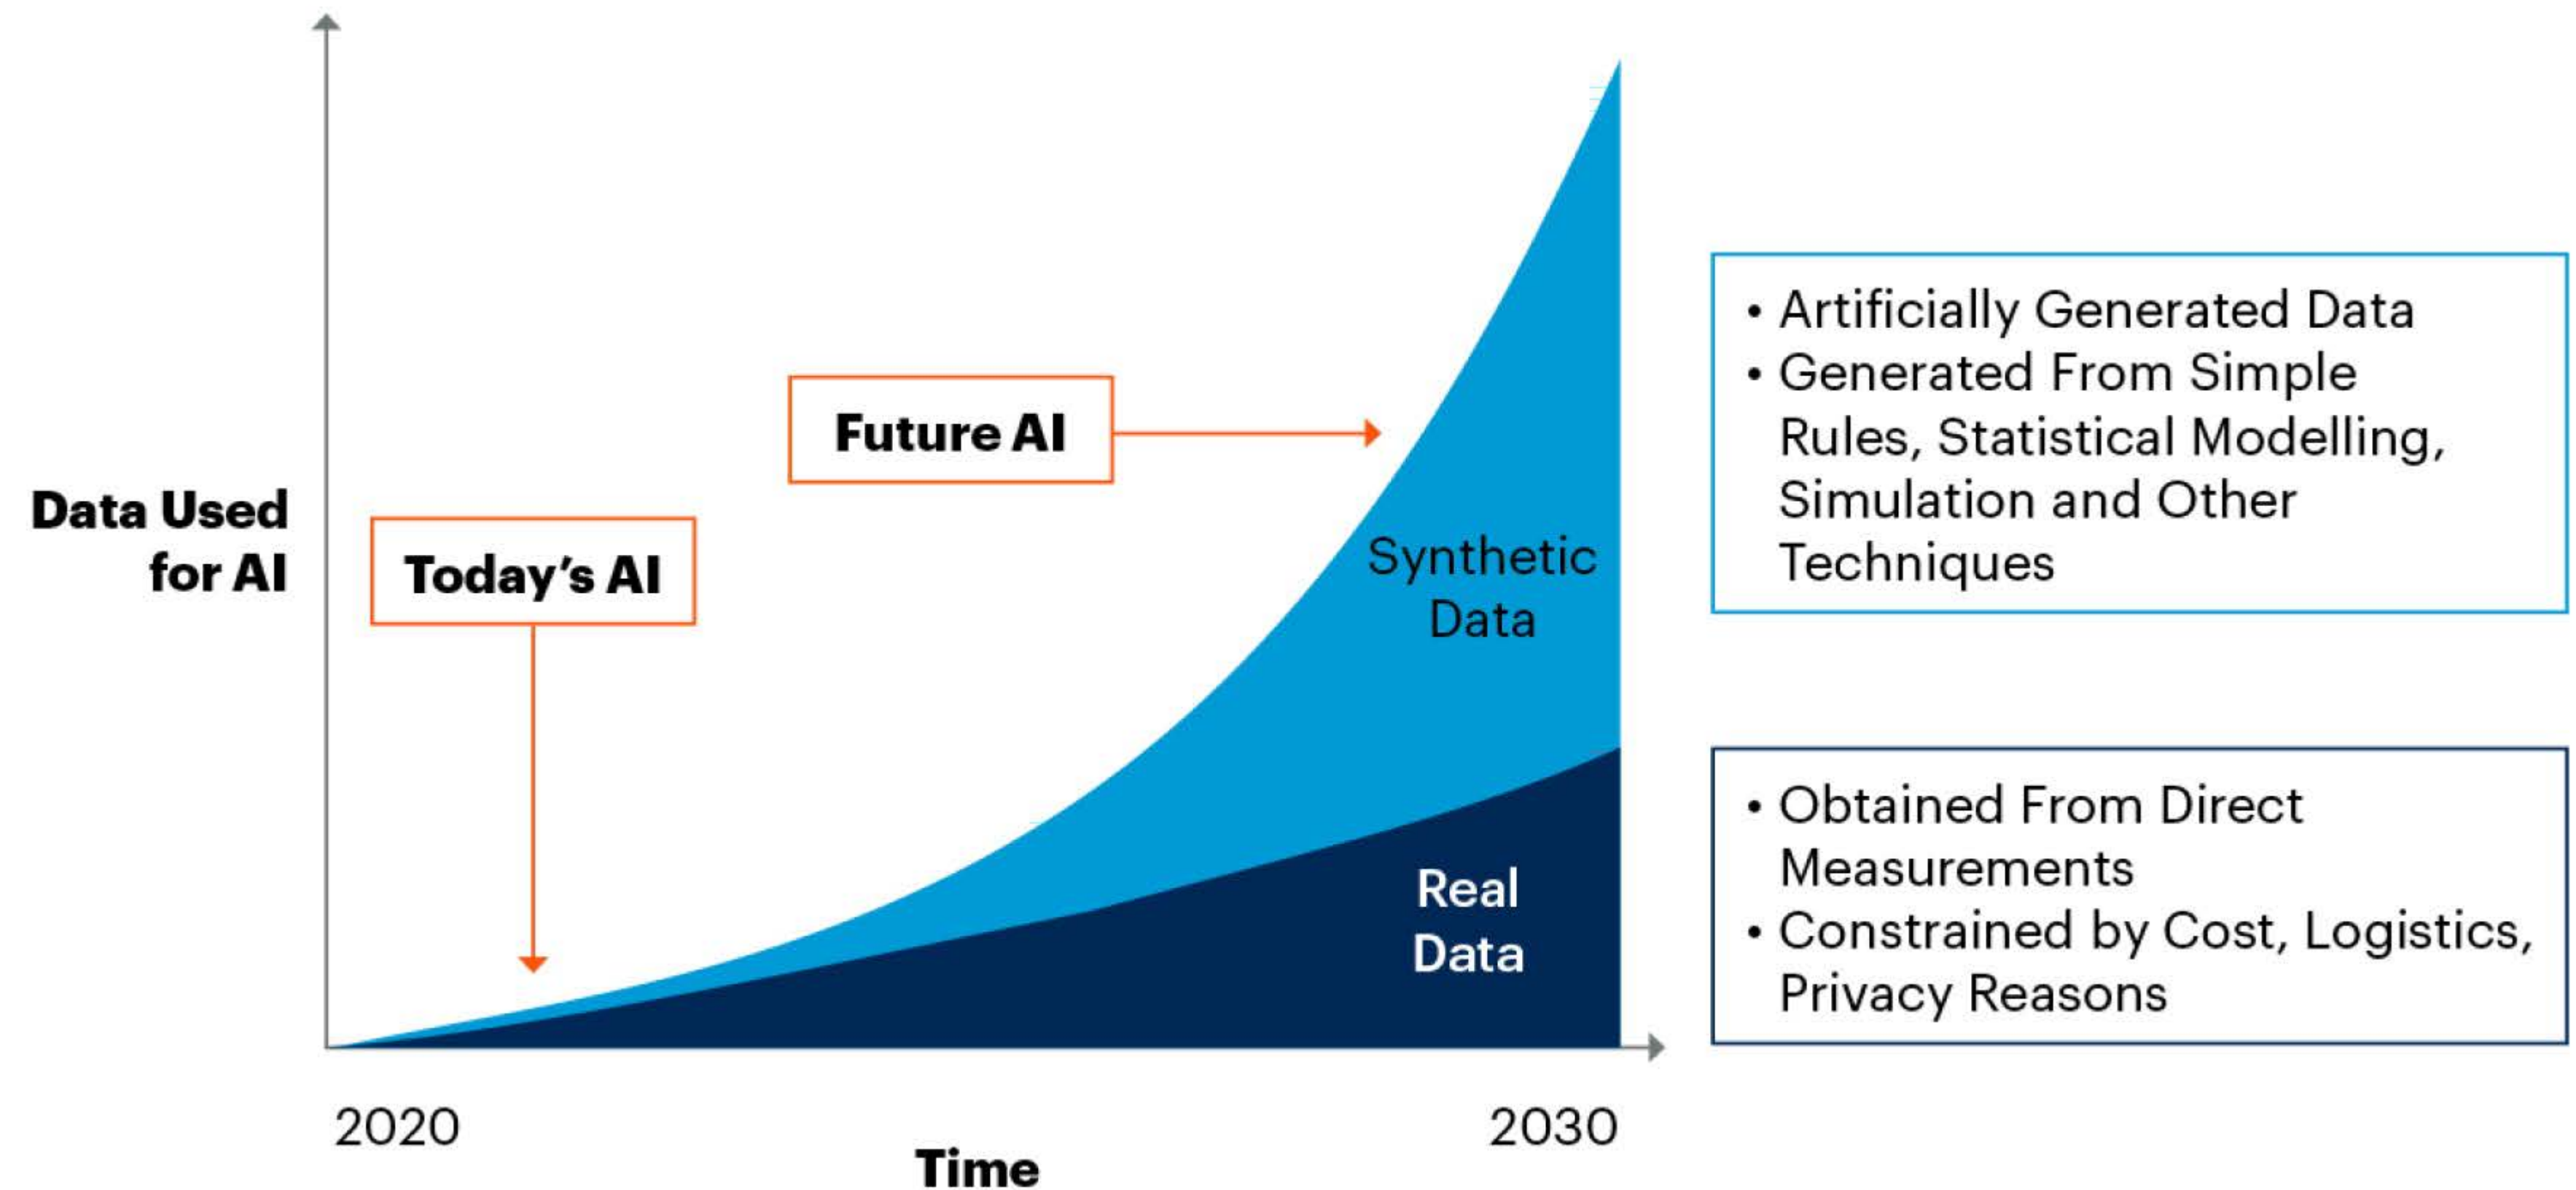 Data Used
for AI
Today's AI
Future AI
Synthetic
Data
Real
Data
2020
2030
Time
• Artificially Generated Data
• Generated From Simple
Rules, Statistical Modelling,
Simulation and Other
Techniques
• Obtained From Direct
Measurements
• Constrained by Cost, Logistics,
Privacy Reasons